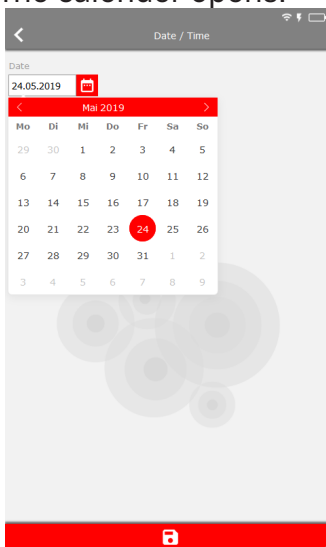 me calender opens.
Date / Time
Date
24.05.2019
Mai 2019
Mo Di Mi Do Fr Sa So
29 30 1 2 3 4 5
6 7 8 9 10 11 12
13 14 15 16 17 18 19
20 21 22 23 24 25 26
27 28 29 30 31 1 2
3 4 5 6 7 8 9